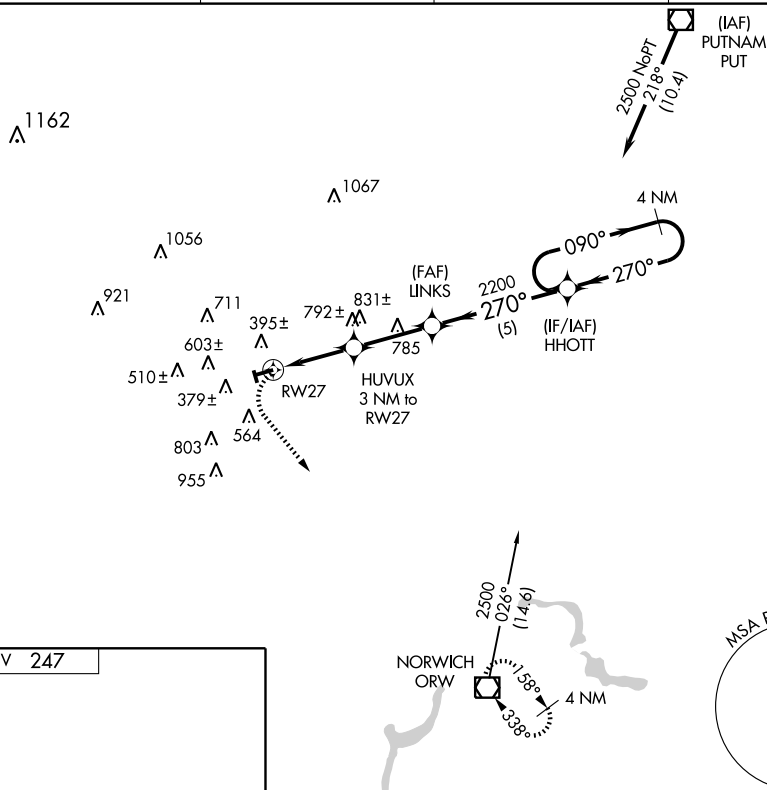 (IAF)
PUTNAM
PUT
2500 NoPT
218°
(10.4)
1162
1067
4 NM
090°
270°
1056
(FAF)
LINKS
2200
270°
(5)
(IF/IAF)
HHOTT
921
711
792±
831±
395±
785
603±
510±
379±
RW27
HUVUX
3 NM to
RW27
564
803
955
2500
026°
(14.6)
MSA
V 247
NORWICH
ORW
158°
338°
4 NM